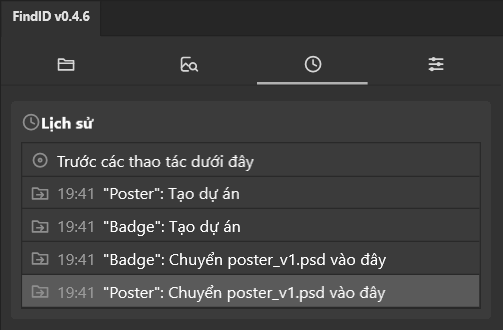 FindID v0.4.6
Lịch sử
Trước các thao tác dưới đây
19:41 "Poster": Tạo dự án
19:41 "Badge": Tạo dự án
19:41 "Badge": Chuyển poster_v1.psd vào đây
19:41 "Poster": Chuyển poster_v1.psd vào đây